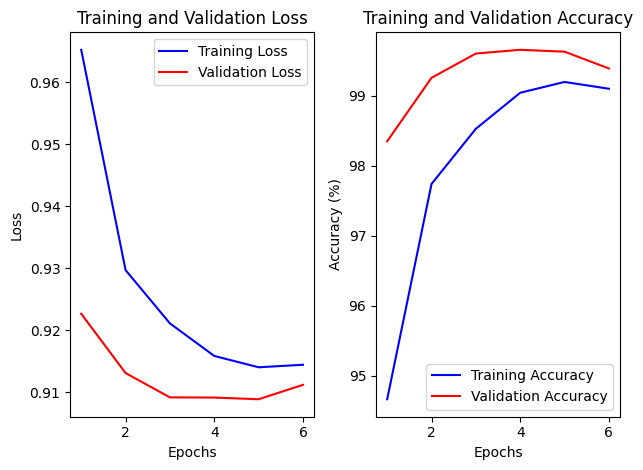 Training and Validation Loss
Training Loss
Validation Loss
0.96
0.95
0.94
0.93
0.92
0.91
Loss
2
4
6
Epochs
Training and Validation Accuracy
99
98
97
96
95
Accuracy (%)
Training Accuracy
Validation Accuracy
2
4
6
Epochs